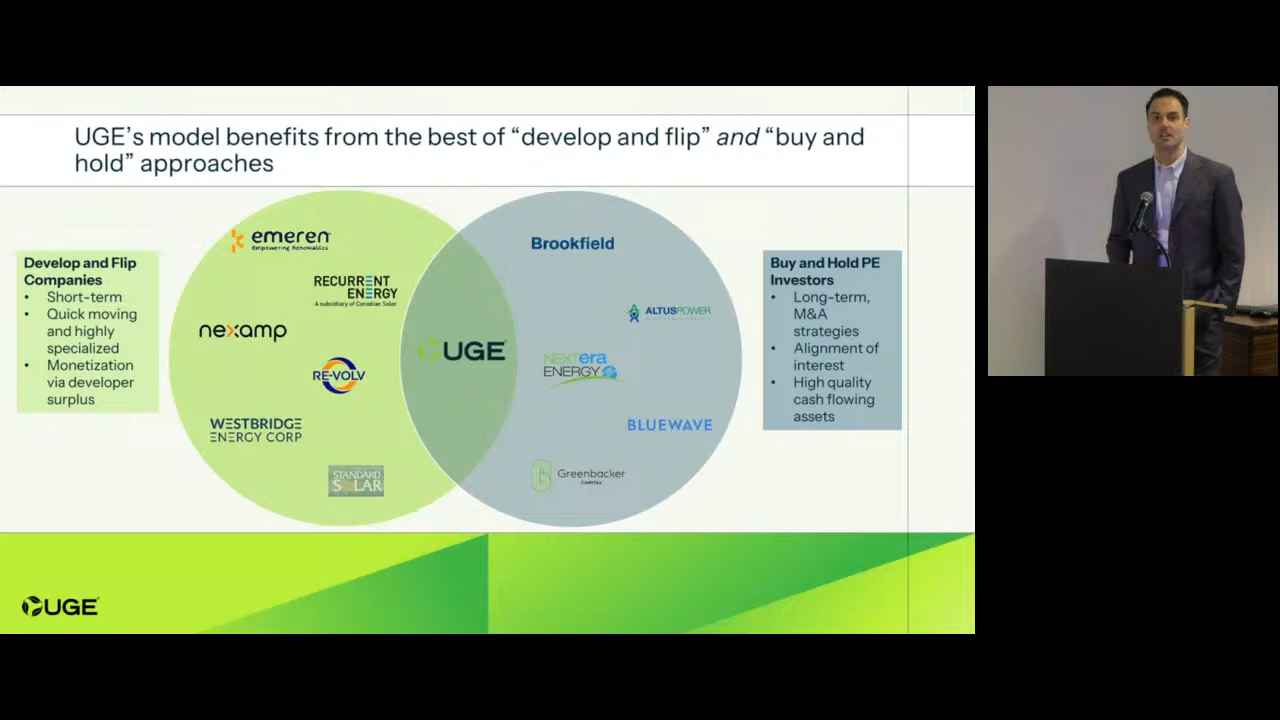 UGE’s model benefits from the best of “develop and flip” and “buy and
hold” approaches
Develop and Flip
Companies
• Short-term
• Quick moving
and highly
specialized
• Monetization
via developer
surplus
emeren
Empowering Renewables
RECURRENT
ENERGY
A subsidiary of Canadian Solar
nexamp
RE-VOLV
WESTBRIDGE
ENERGY CORP
STANDARD
SOLAR
UGE
Brookfield
ALTUSPOWER
NEXTera
ENERGY
BLUEWAVE
Greenbacker
CAPITAL
Buy and Hold PE
Investors
• Long-term,
M&A
strategies
• Alignment of
interest
• High quality
cash flowing
assets
UGE